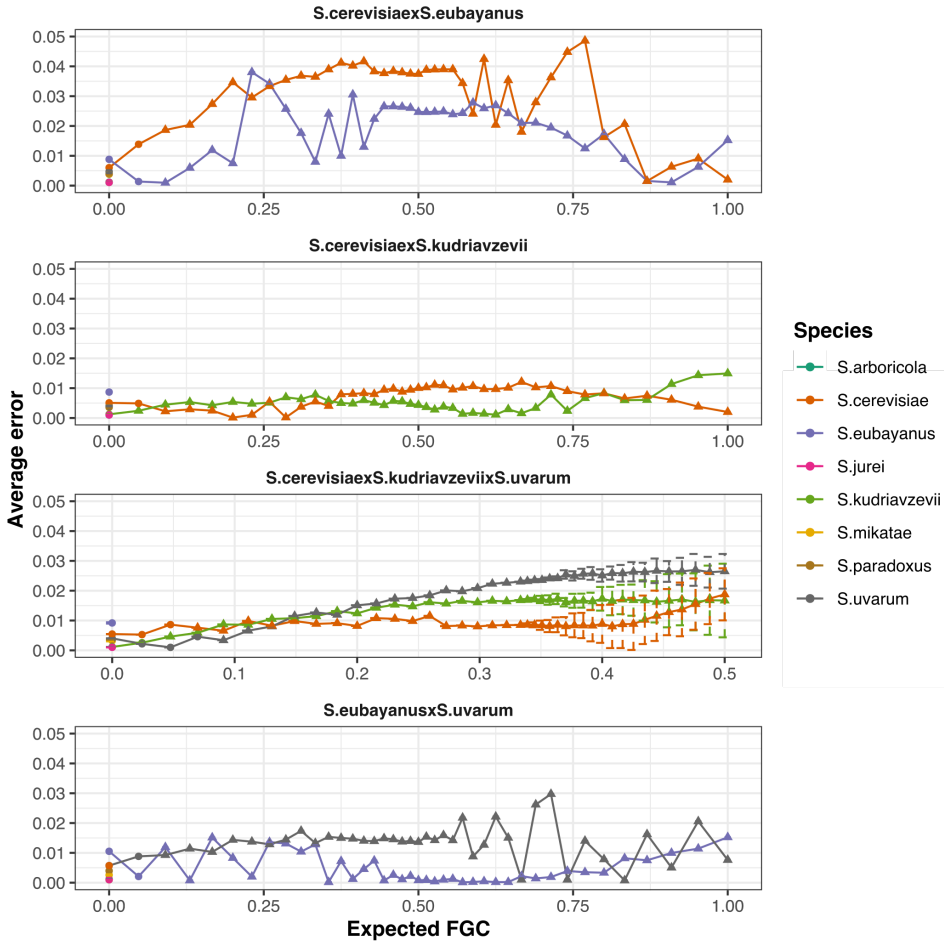 S.cerevisiaexS.eubayanus
0.05
0.04
0.03
0.02
0.01
0.00
0.00 0.25 0.50 0.75 1.00
S.cerevisiaexS.kudriavzevii
0.05
0.04
0.03
0.02
0.01
0.00
0.00 0.25 0.50 0.75 1.00
S.cerevisiaexS.kudriavzeviixS.uvarum
0.05
0.04
0.03
0.02
0.01
0.00
0.0 0.1 0.2 0.3 0.4 0.5
S.eubayanusxS.uvarum
0.05
0.04
0.03
0.02
0.01
0.00
0.00 0.25 0.50 0.75 1.00
Expected FGC
Average error
Species
S.arboricola
S.cerevisiae
S.eubayanus
S.jurei
S.kudriavzevii
S.mikatae
S.paradoxus
S.uvarum